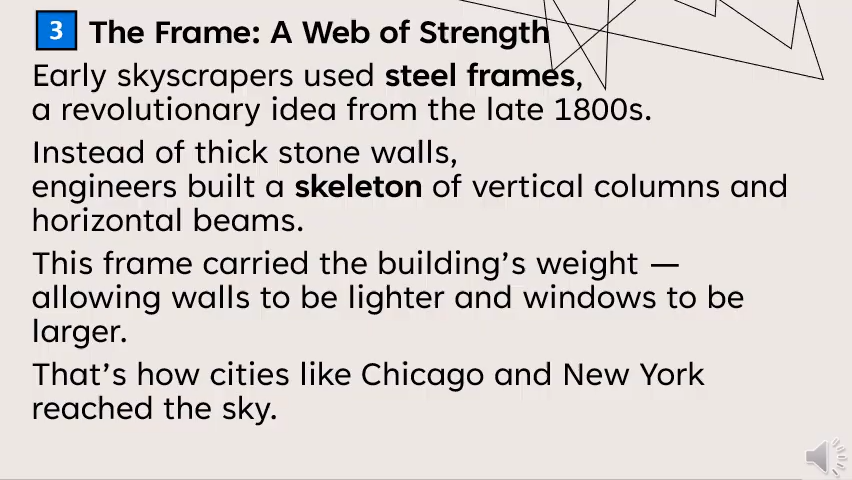 3 The Frame: A Web of Strength
Early skyscrapers used steel frames,
a revolutionary idea from the late 1800s.
Instead of thick stone walls,
engineers built a skeleton of vertical columns and
horizontal beams.
This frame carried the building’s weight —
allowing walls to be lighter and windows to be
larger.
That’s how cities like Chicago and New York
reached the sky.